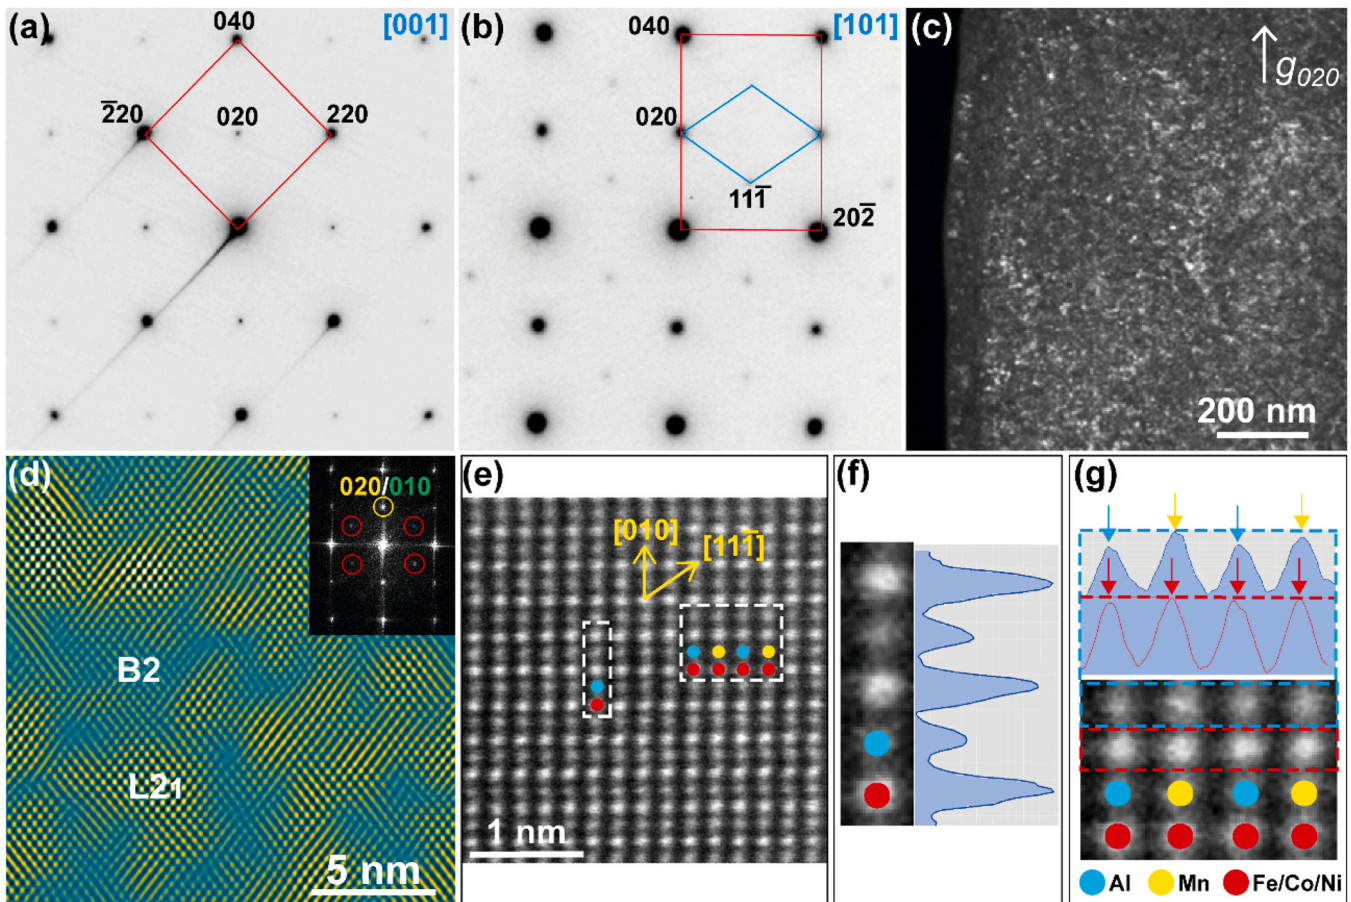 (a)
040
[001]
2̅20
020
220
(b)
040
[101]
020
111̅
202̅
(c)
g020
200 nm
(d)
020/010
B2
L2₁
5 nm
(e)
[010]
[111̅]
1 nm
(f)
(g)
Al Mn Fe/Co/Ni